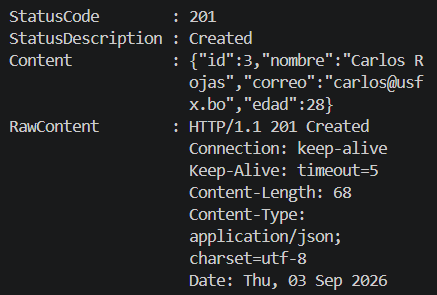 StatusCode        : 201
StatusDescription : Created
Content           : {"id":3,"nombre":"Carlos R
                    ojas","correo":"carlos@usf
                    x.bo","edad":28}
RawContent        : HTTP/1.1 201 Created
                    Connection: keep-alive
                    Keep-Alive: timeout=5
                    Content-Length: 68
                    Content-Type:
                    application/json;
                    charset=utf-8
                    Date: Thu, 03 Sep 2026